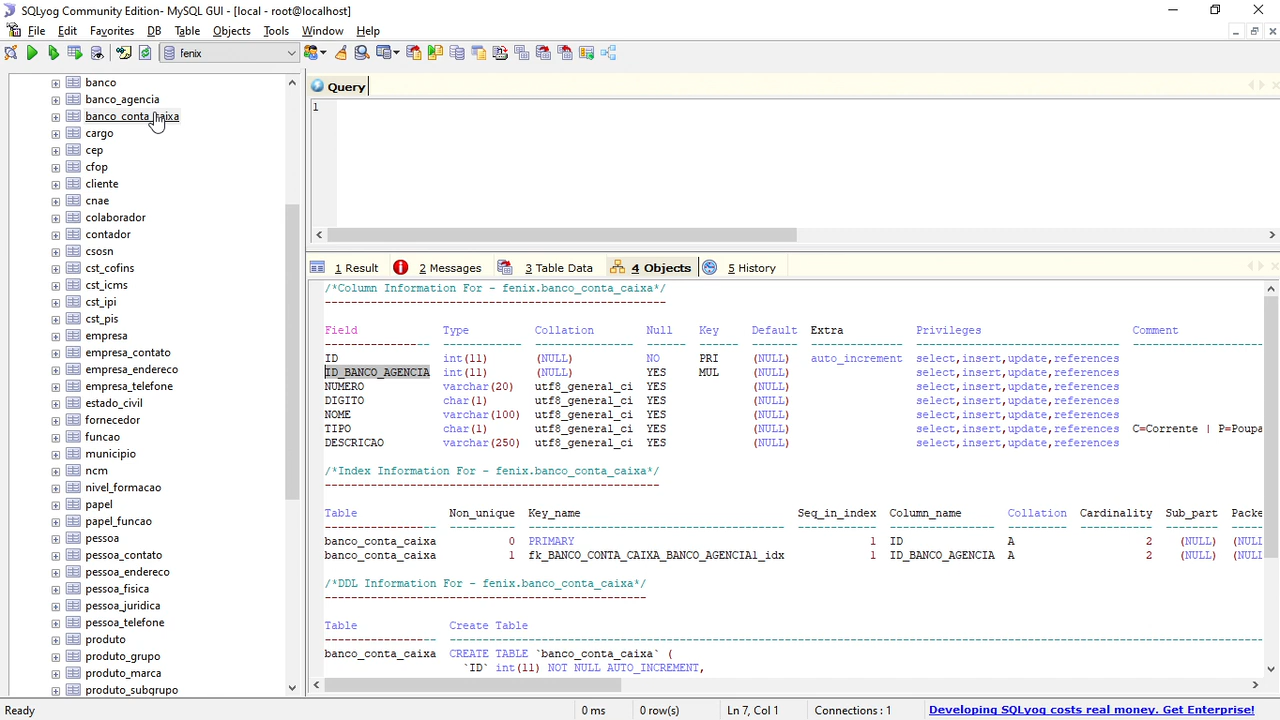 SQLyog Community Edition- MySQL GUI - [local - root@localhost]
File Edit Favorites DB Table Objects Tools Window Help
fenix
banco
banco_agencia
banco_conta_caixa
cargo
cep
cfop
cliente
cnae
colaborador
contador
csosn
cst_cofins
cst_icms
cst_ipi
cst_pis
empresa
empresa_contato
empresa_endereco
empresa_telefone
estado_civil
fornecedor
funcao
municipio
ncm
nivel_formacao
papel
papel_funcao
pessoa
pessoa_contato
pessoa_endereco
pessoa_fisica
pessoa_juridica
pessoa_telefone
produto
produto_grupo
produto_marca
produto_subgrupo
Query
1
1 Result 2 Messages 3 Table Data 4 Objects 5 History
/*Column Information For - fenix.banco_conta_caixa*/
Field Type Collation Null Key Default Extra Privileges Comment
ID int(11) (NULL) NO PRI (NULL) auto_increment select,insert,update,references
ID_BANCO_AGENCIA int(11) (NULL) YES MUL (NULL) select,insert,update,references
NUMERO varchar(20) utf8_general_ci YES (NULL) select,insert,update,references
DIGITO char(1) utf8_general_ci YES (NULL) select,insert,update,references
NOME varchar(100) utf8_general_ci YES (NULL) select,insert,update,references
TIPO char(1) utf8_general_ci YES (NULL) select,insert,update,references C=Corrente | P=Poupa
DESCRICAO varchar(250) utf8_general_ci YES (NULL) select,insert,update,references
/*Index Information For - fenix.banco_conta_caixa*/
Table Non_unique Key_name Seq_in_index Column_name Collation Cardinality Sub_part Packe
banco_conta_caixa 0 PRIMARY 1 ID A 2 (NULL) (NULL
banco_conta_caixa 1 fk_BANCO_CONTA_CAIXA_BANCO_AGENCIA1_idx 1 ID_BANCO_AGENCIA A 2 (NULL) (NULL
/*DDL Information For - fenix.banco_conta_caixa*/
Table Create Table
banco_conta_caixa CREATE TABLE `banco_conta_caixa` (
`ID` int(11) NOT NULL AUTO_INCREMENT,
Ready 0 ms 0 row(s) Ln 7, Col 1 Connections : 1 Developing SQLyog costs real money. Get Enterprise!